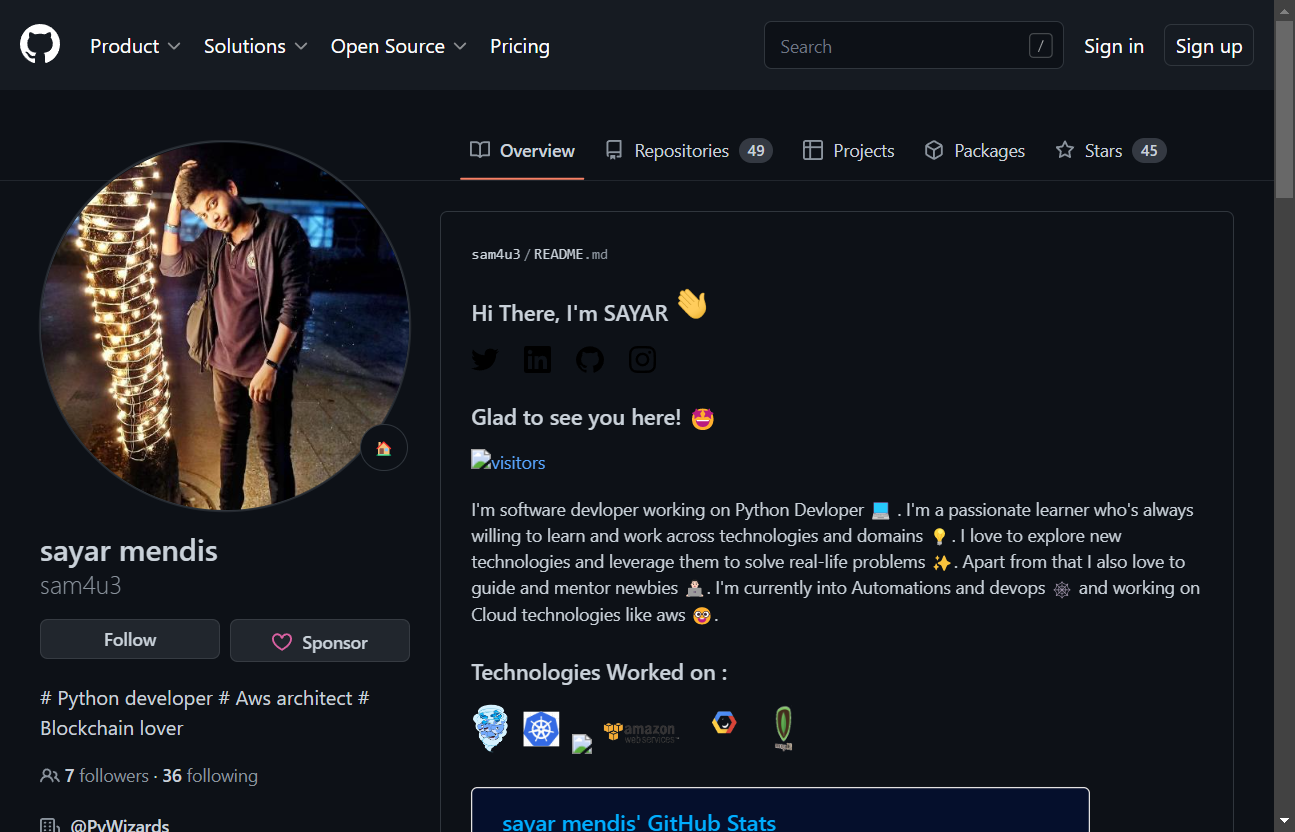 Product Solutions Open Source Pricing Search / Sign in Sign up
Overview Repositories 49 Projects Packages Stars 45
sam4u3/README.md
Hi There, I'm SAYAR 👋
Glad to see you here! 🤩
visitors
I'm software devloper working on Python Devloper 💻 . I'm a passionate learner who's always
willing to learn and work across technologies and domains 💡. I love to explore new
technologies and leverage them to solve real-life problems ✨. Apart from that I also love to
guide and mentor newbies 👨🏻‍💻. I'm currently into Automations and devops 🕸 and working on
Cloud technologies like aws 🤓.
Technologies Worked on :
amazon
webservices™
sayar mendis' GitHub Stats
sayar mendis
sam4u3
Follow Sponsor
# Python developer # Aws architect #
Blockchain lover
7 followers · 36 following
@PyWizards